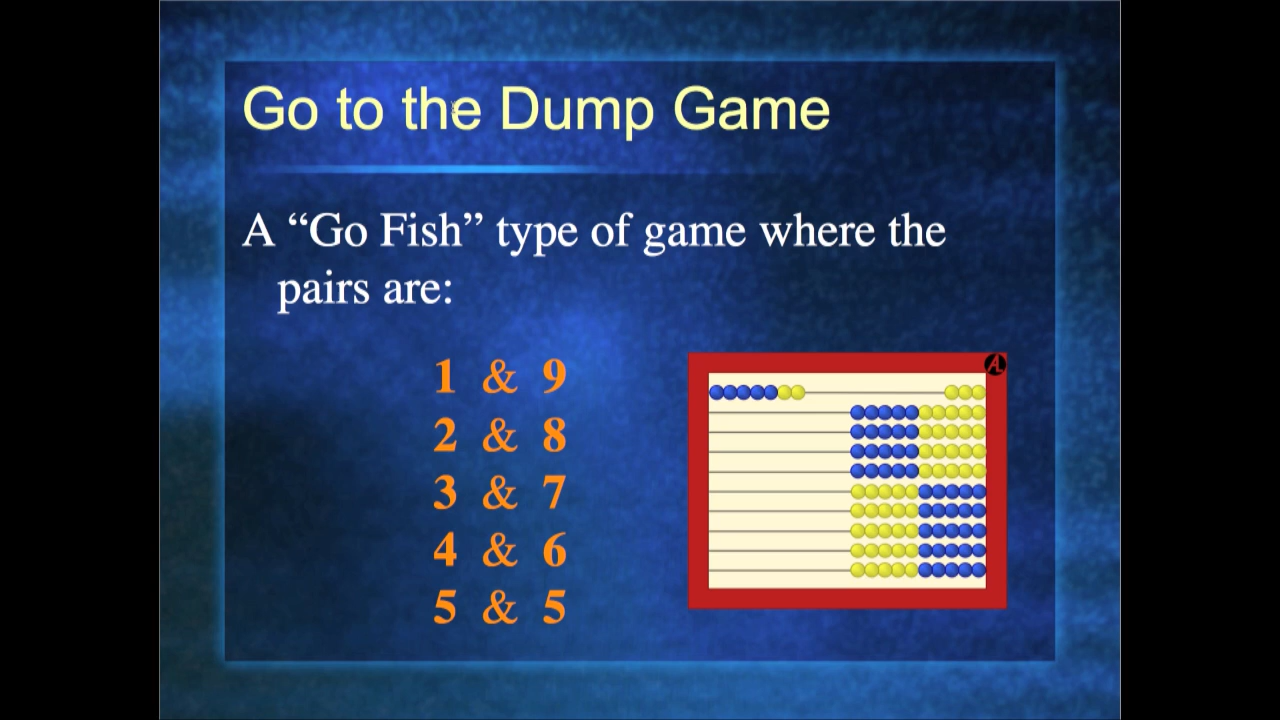 Go to the Dump Game
A “Go Fish” type of game where the
pairs are:
1 & 9
2 & 8
3 & 7
4 & 6
5 & 5
AL